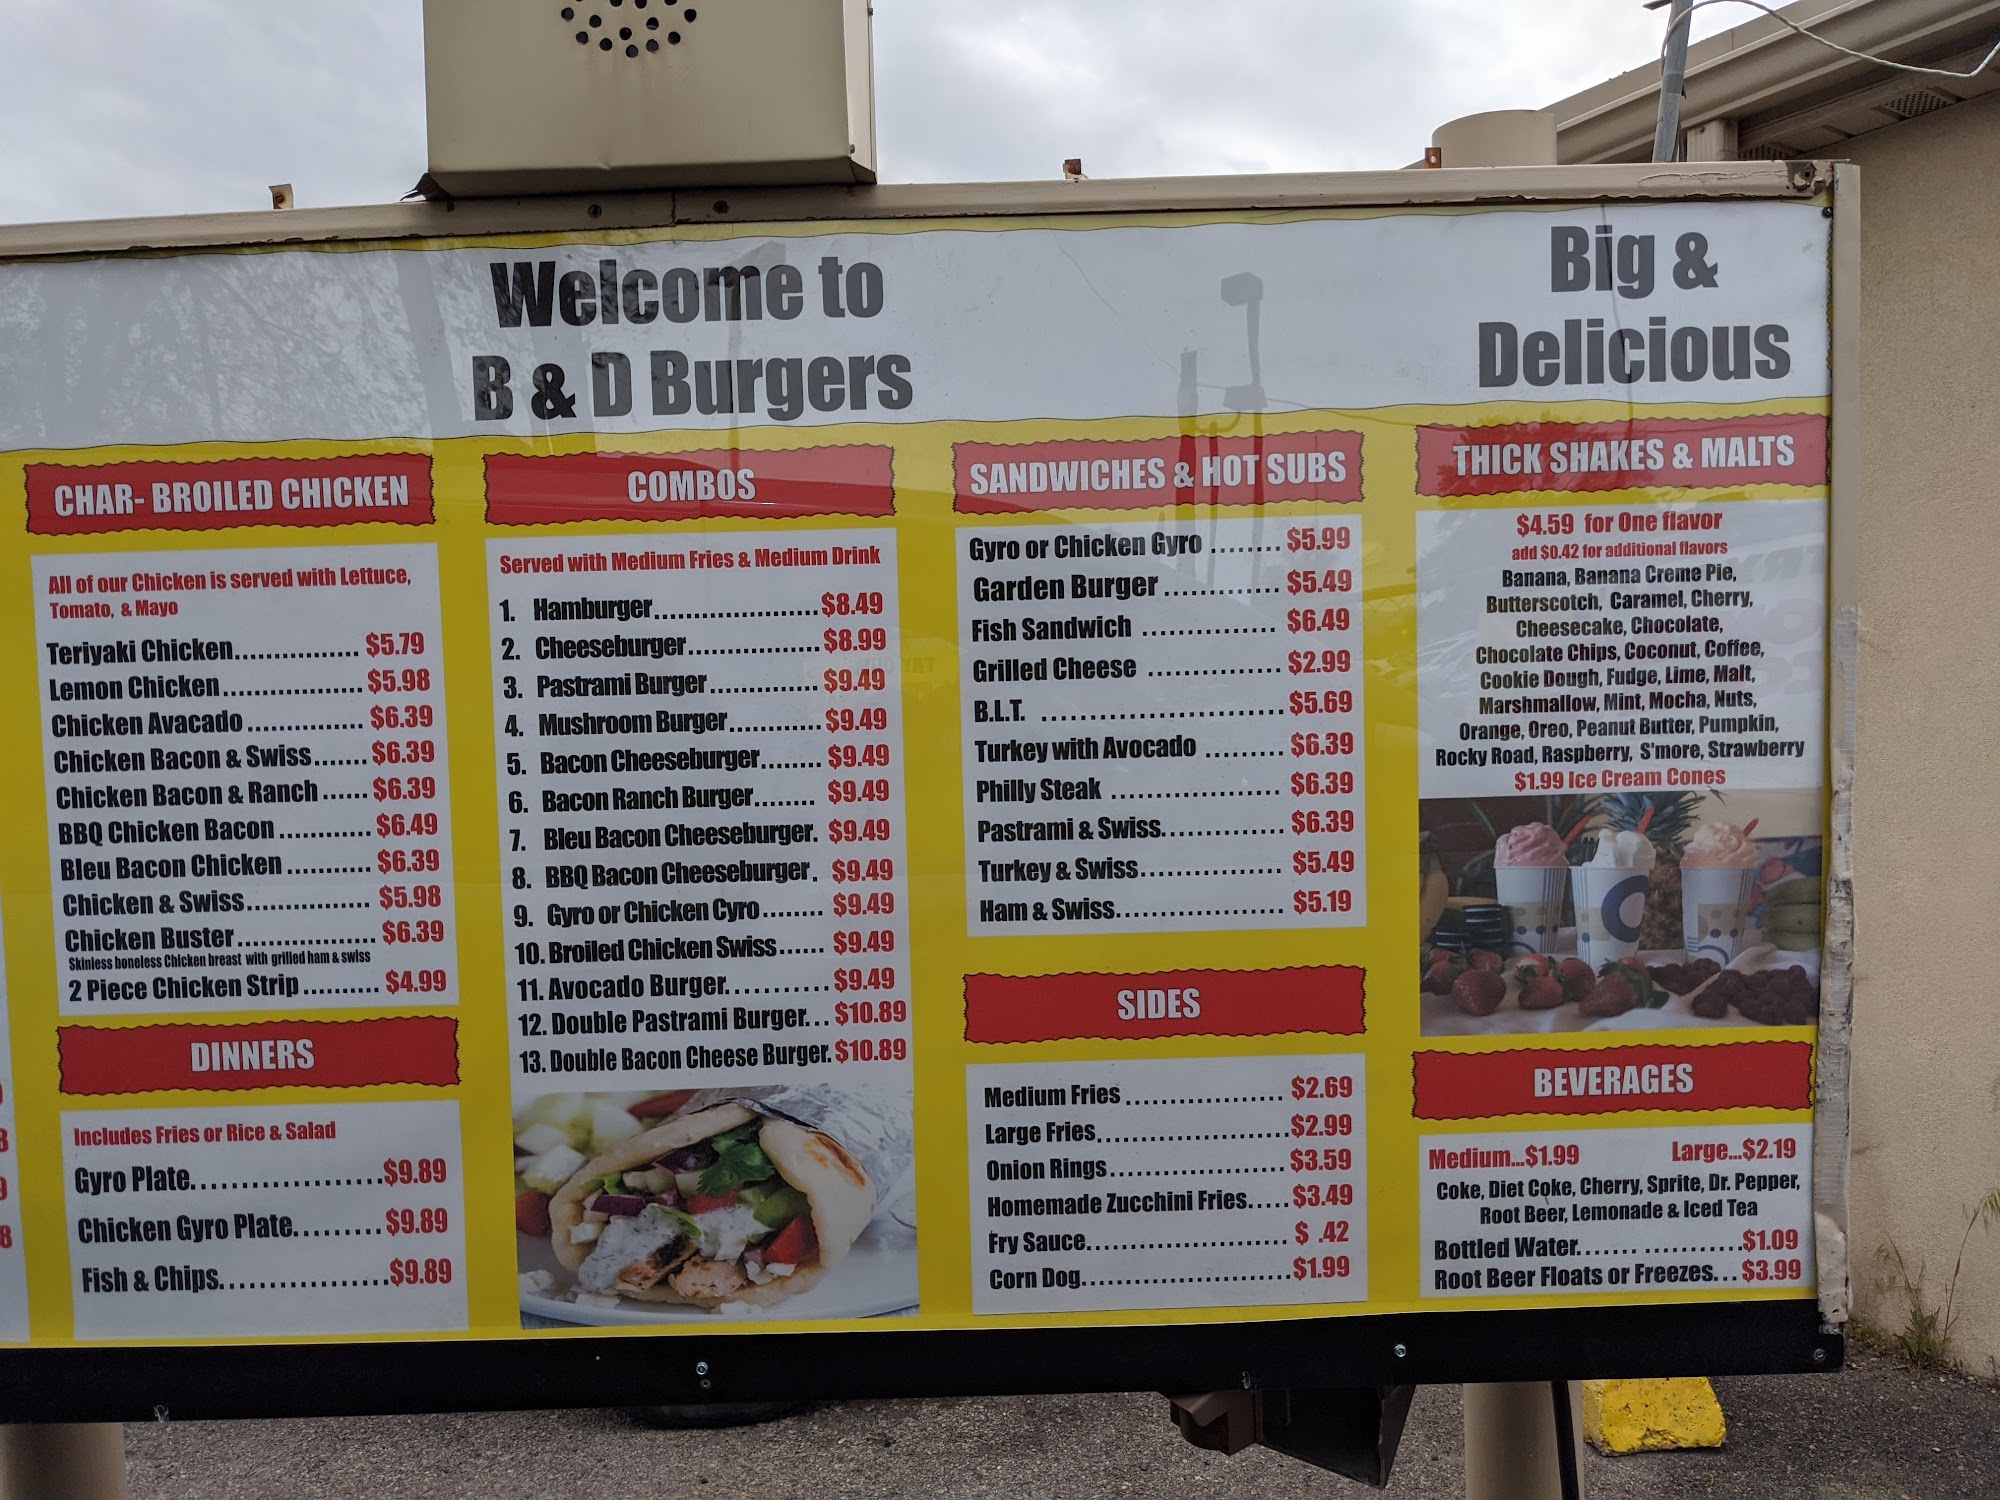 Welcome to
B & D Burgers
Big &
Delicious
CHAR- BROILED CHICKEN
All of our Chicken is served with Lettuce,
Tomato, & Mayo
Teriyaki Chicken................ $5.79
Lemon Chicken.................. $5.98
Chicken Avacado ............... $6.39
Chicken Bacon & Swiss....... $6.39
Chicken Bacon & Ranch ...... $6.39
BBQ Chicken Bacon ............ $6.49
Bleu Bacon Chicken ........... $6.39
Chicken & Swiss................ $5.98
Chicken Buster.................. $6.39
Skinless boneless Chicken breast with grilled ham & swiss
2 Piece Chicken Strip .......... $4.99
DINNERS
Includes Fries or Rice & Salad
Gyro Plate....................$9.89
Chicken Gyro Plate.........$9.89
Fish & Chips..................$9.89
COMBOS
Served with Medium Fries & Medium Drink
1. Hamburger......................$8.49
2. Cheeseburger..................$8.99
3. Pastrami Burger.............. $9.49
4. Mushroom Burger............ $9.49
5. Bacon Cheeseburger........ $9.49
6. Bacon Ranch Burger........ $9.49
7. Bleu Bacon Cheeseburger. $9.49
8. BBQ Bacon Cheeseburger. $9.49
9. Gyro or Chicken Cyro........ $9.49
10. Broiled Chicken Swiss...... $9.49
11. Avocado Burger.......... $9.49
12. Double Pastrami Burger... $10.89
13. Double Bacon Cheese Burger. $10.89
SANDWICHES & HOT SUBS
Gyro or Chicken Gyro ........ $5.99
Garden Burger ............. $5.49
Fish Sandwich ............... $6.49
Grilled Cheese ............... $2.99
B.L.T. ........................... $5.69
Turkey with Avocado ......... $6.39
Philly Steak ................... $6.39
Pastrami & Swiss.............. $6.39
Turkey & Swiss................ $5.49
Ham & Swiss................... $5.19
SIDES
Medium Fries .................. $2.69
Large Fries......................$2.99
Onion Rings.................... $3.59
Homemade Zucchini Fries.....$3.49
Fry Sauce....................... $ .42
Corn Dog........................$1.99
THICK SHAKES & MALTS
$4.59 for One flavor
add $0.42 for additional flavors
Banana, Banana Creme Pie,
Butterscotch, Caramel, Cherry,
Cheesecake, Chocolate,
Chocolate Chips, Coconut, Coffee,
Cookie Dough, Fudge, Lime, Malt,
Marshmallow, Mint, Mocha, Nuts,
Orange, Oreo, Peanut Butter, Pumpkin,
Rocky Road, Raspberry, S'more, Strawberry
$1.99 Ice Cream Cones
BEVERAGES
Medium...$1.99 Large...$2.19
Coke, Diet Coke, Cherry, Sprite, Dr. Pepper,
Root Beer, Lemonade & Iced Tea
Bottled Water....... ...........$1.09
Root Beer Floats or Freezes...$3.99